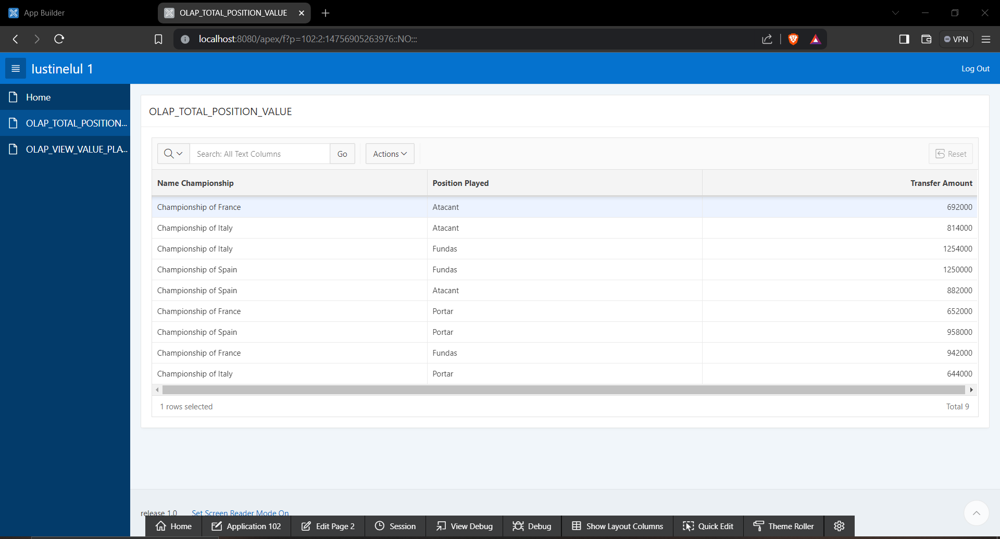 App Builder
OLAP_TOTAL_POSITION_VALUE
localhost:8080/apex/f?p=102:2:14756905263976::NO:::
VPN
Iustinelul 1
Log Out
Home
OLAP_TOTAL_POSITION...
OLAP_VIEW_VALUE_PLA...
OLAP_TOTAL_POSITION_VALUE
Search: All Text Columns Go Actions Reset
Name Championship Position Played Transfer Amount
Championship of France Atacant 692000
Championship of Italy Atacant 814000
Championship of Italy Fundas 1254000
Championship of Spain Fundas 1250000
Championship of Spain Atacant 882000
Championship of France Portar 652000
Championship of Spain Portar 958000
Championship of France Fundas 942000
Championship of Italy Portar 644000
1 rows selected Total 9
release 1.0 Set Screen Reader Mode On
Home Application 102 Edit Page 2 Session View Debug Debug Show Layout Columns Quick Edit Theme Roller